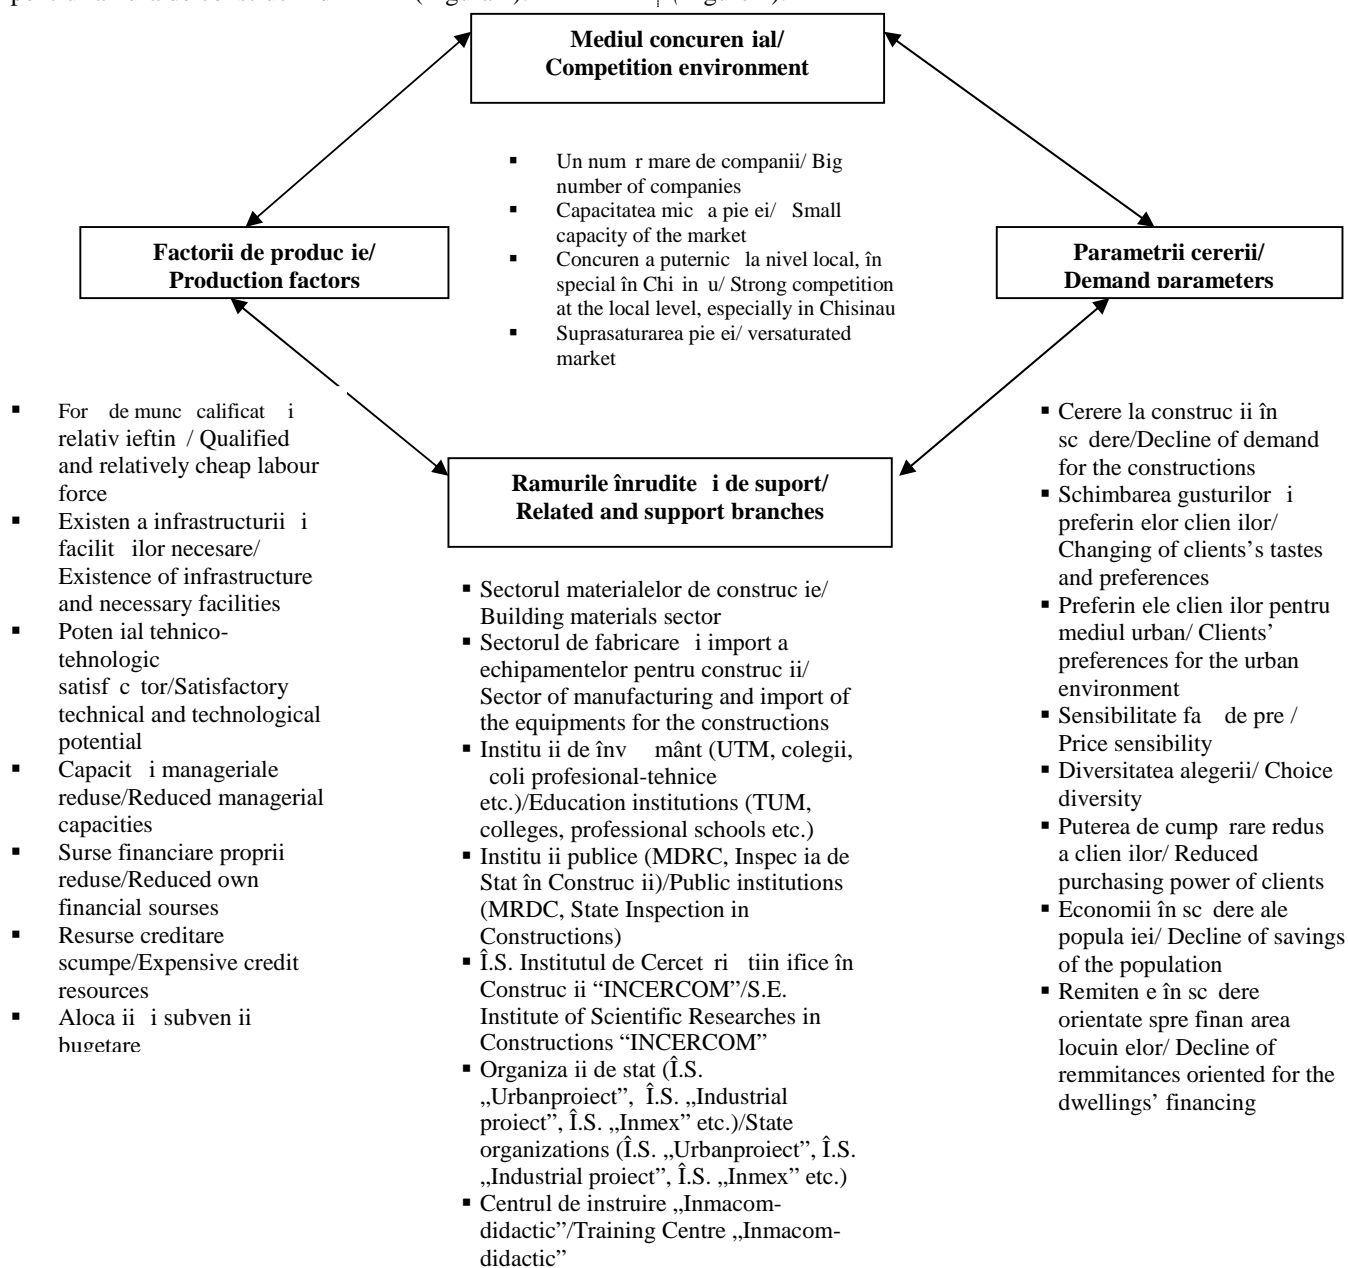 Mediul concuren ial/
Competition environment
▪ Un num r mare de companii/ Big
number of companies
▪ Capacitatea mic a pie ei/ Small
capacity of the market
▪ Concuren a puternic la nivel local, în
special în Chi in u/ Strong competition
at the local level, especially in Chisinau
▪ Suprasaturarea pie ei/ versaturated
market
Factorii de produc ie/
Production factors
Parametrii cererii/
Demand parameters
▪ For de munc calificat i
relativ ieftin / Qualified
and relatively cheap labour
force
▪ Existen a infrastructurii i
facilit ilor necesare/
Existence of infrastructure
and necessary facilities
▪ Poten ial tehnico-
tehnologic
satisf c tor/Satisfactory
technical and technological
potential
▪ Capacit i manageriale
reduse/Reduced managerial
capacities
▪ Surse financiare proprii
reduse/Reduced own
financial sourses
▪ Resurse creditare
scumpe/Expensive credit
resources
▪ Aloca ii i subven ii
bugetare
Ramurile înrudite i de suport/
Related and support branches
▪ Sectorul materialelor de construc ie/
Building materials sector
▪ Sectorul de fabricare i import a
echipamentelor pentru construc ii/
Sector of manufacturing and import of
the equipments for the constructions
▪ Institu ii de înv mânt (UTM, colegii,
coli profesional-tehnice
etc.)/Education institutions (TUM,
colleges, professional schools etc.)
▪ Institu ii publice (MDRC, Inspec ia de
Stat în Construc ii)/Public institutions
(MRDC, State Inspection in
Constructions)
▪ Î.S. Institutul de Cercet ri tiin ifice în
Construc ii “INCERCOM”/S.E.
Institute of Scientific Researches in
Constructions “INCERCOM”
▪ Organiza ii de stat (Î.S.
„Urbanproiect”, Î.S. „Industrial
proiect”, Î.S. „Inmex” etc.)/State
organizations (Î.S. „Urbanproiect”, Î.S.
„Industrial proiect”, Î.S. „Inmex” etc.)
▪ Centrul de instruire „Inmacom-
didactic”/Training Centre „Inmacom-
didactic”
▪ Cerere la construc ii în
sc dere/Decline of demand
for the constructions
▪ Schimbarea gusturilor i
preferin elor clien ilor/
Changing of clients’s tastes
and preferences
▪ Preferin ele clien ilor pentru
mediul urban/ Clients’
preferences for the urban
environment
▪ Sensibilitate fa de pre /
Price sensibility
▪ Diversitatea alegerii/ Choice
diversity
▪ Puterea de cump rare redus
a clien ilor/ Reduced
purchasing power of clients
▪ Economii în sc dere ale
popula iei/ Decline of savings
of the population
▪ Remiten e în sc dere
orientate spre finan area
locuin elor/ Decline of
remmitances oriented for the
dwellings’ financing